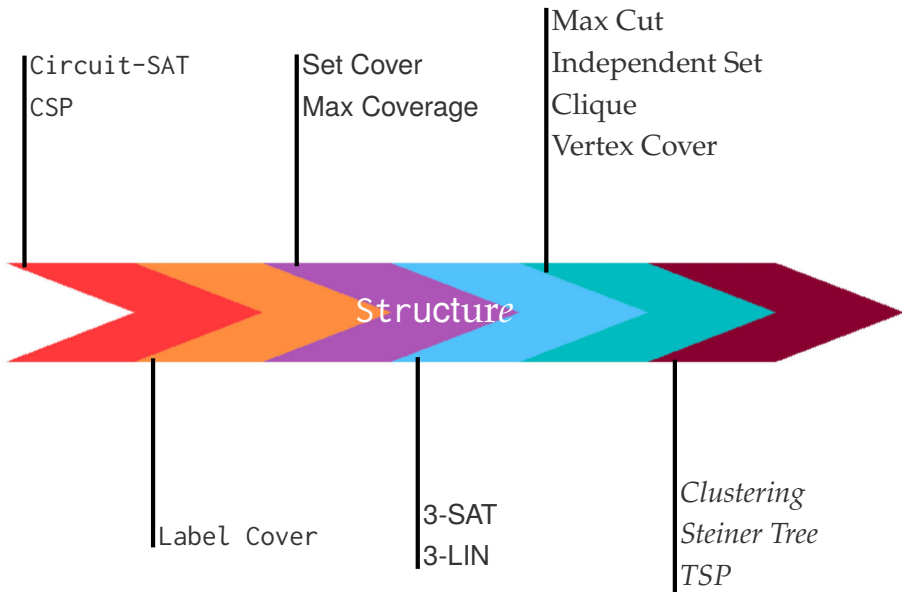 Circuit-SAT
CSP
Set Cover
Max Coverage
Max Cut
Independent Set
Clique
Vertex Cover
Structure
Label Cover
3-SAT
3-LIN
Clustering
Steiner Tree
TSP